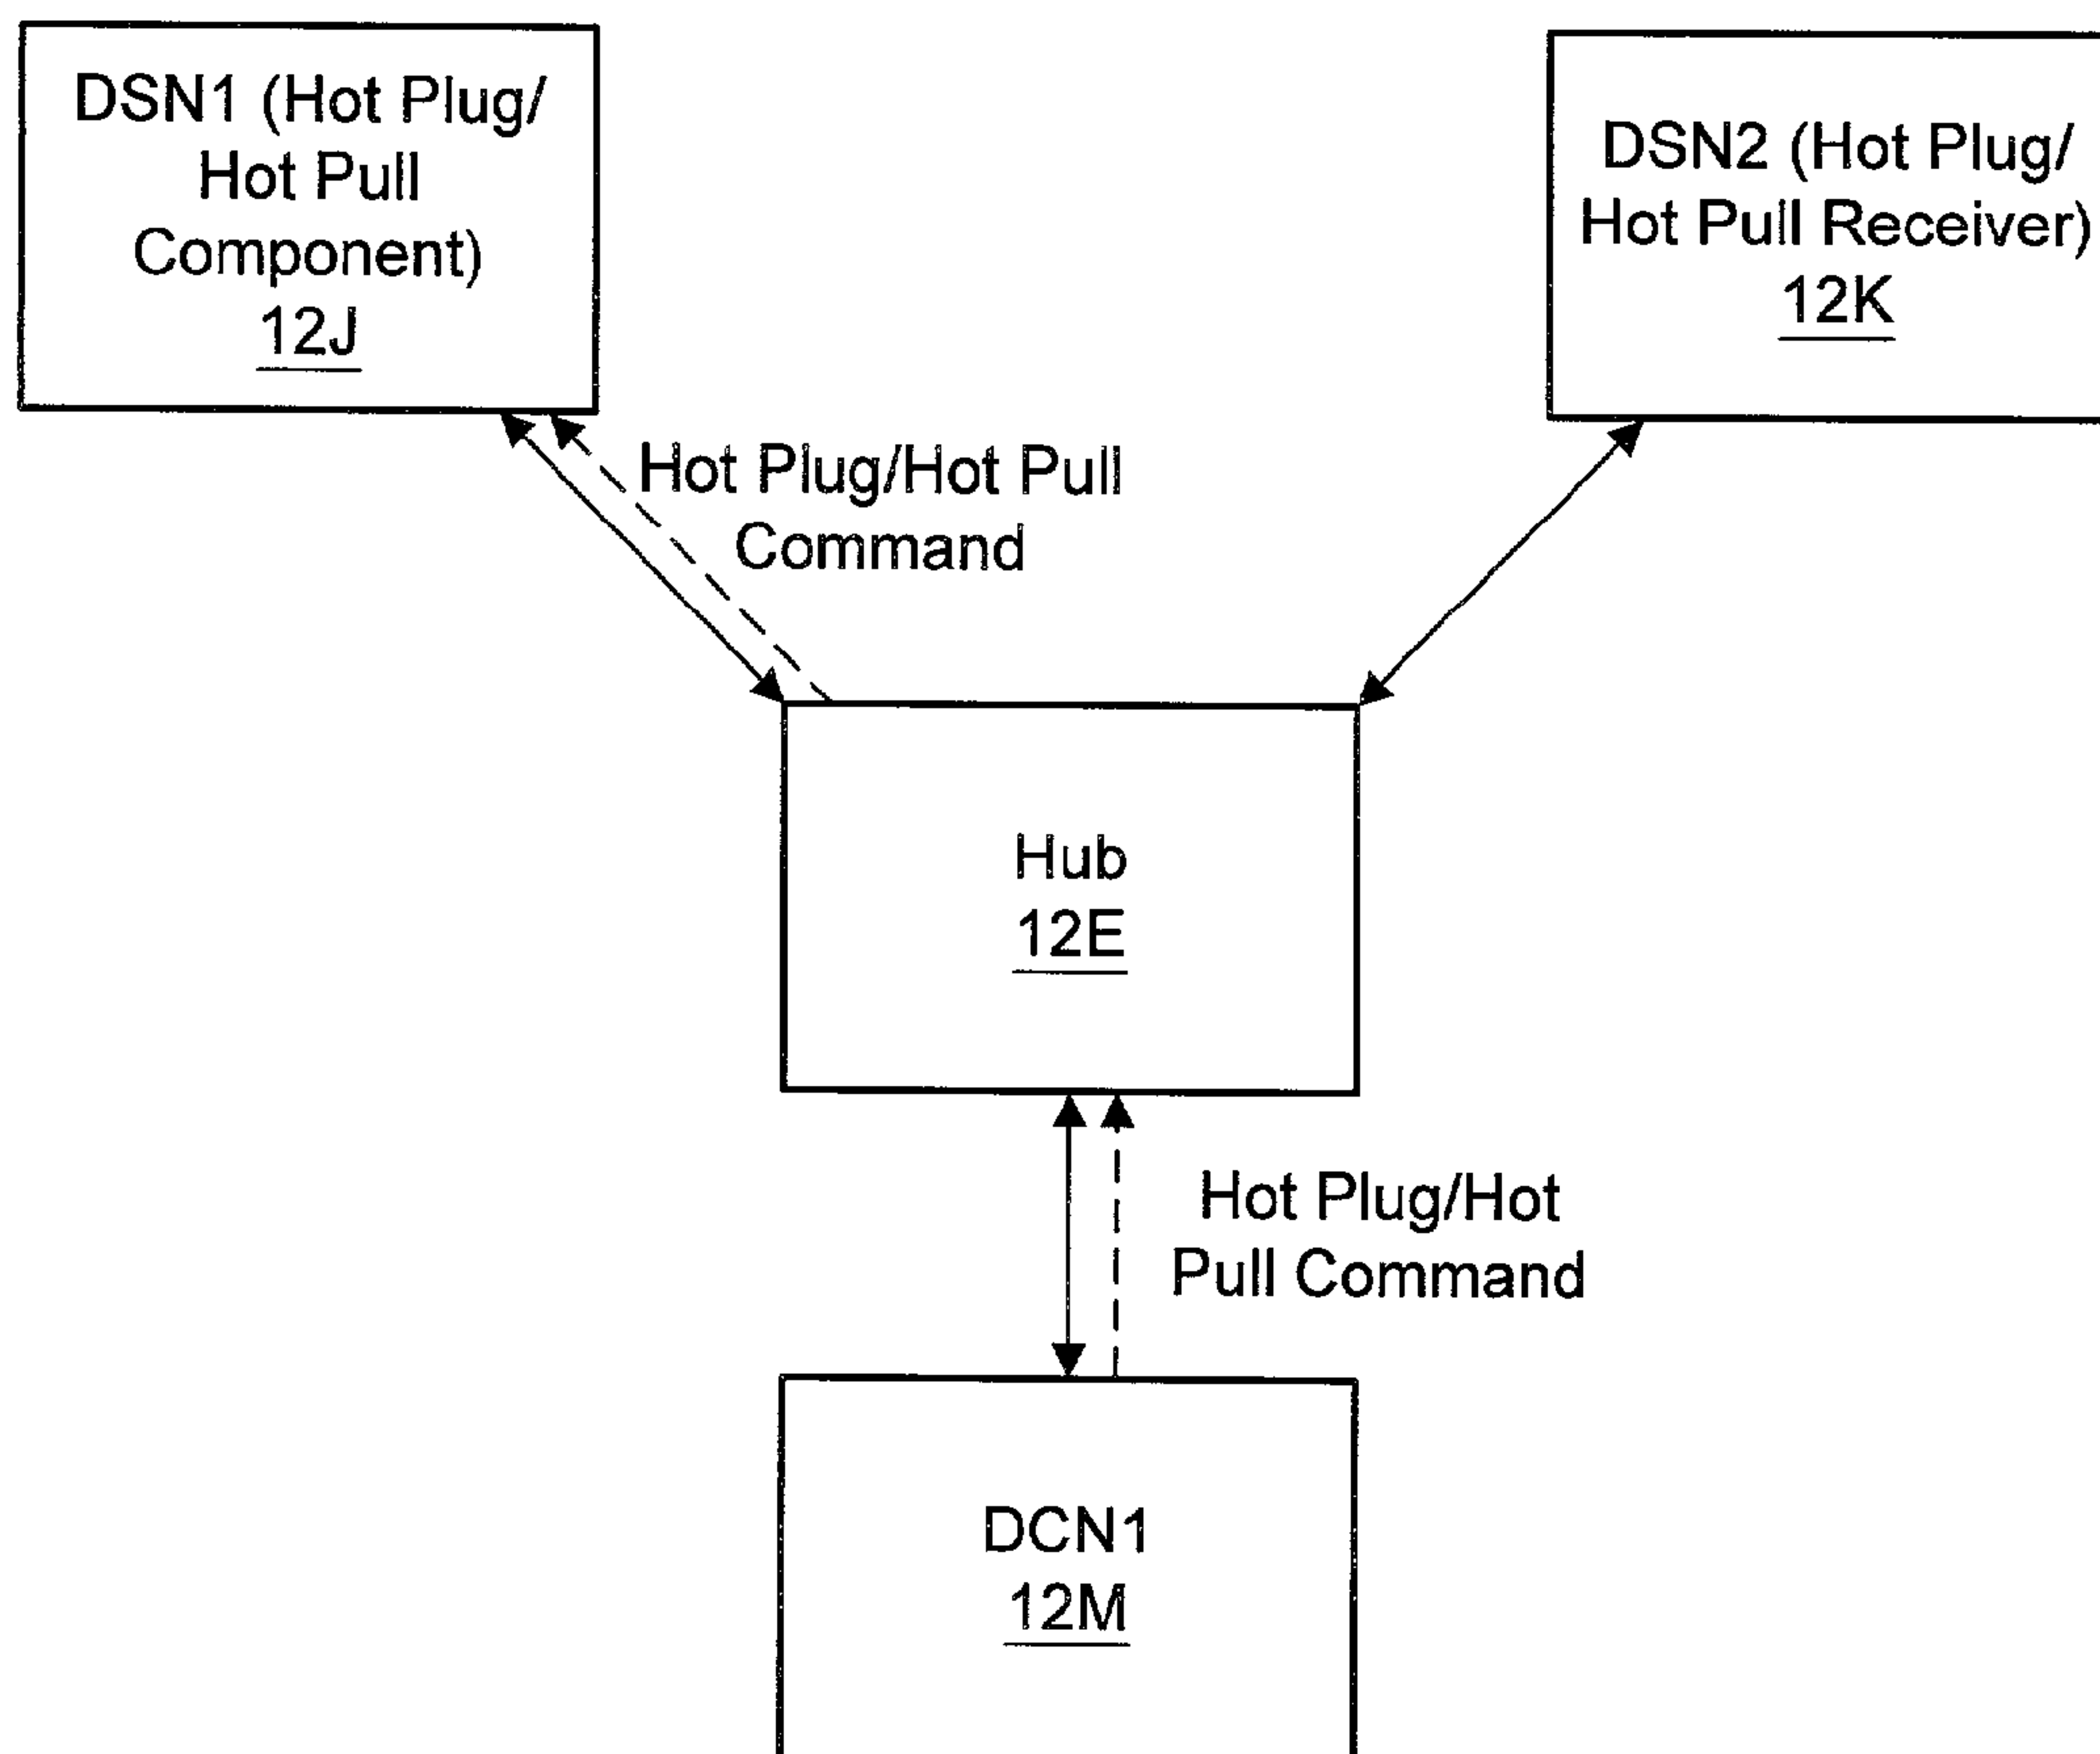 DSN1 (Hot Plug/
Hot Pull
Component)
12J
DSN2 (Hot Plug/
Hot Pull Receiver)
12K
Hot Plug/Hot Pull
Command
Hub
12E
Hot Plug/Hot
Pull Command
DCN1
12M